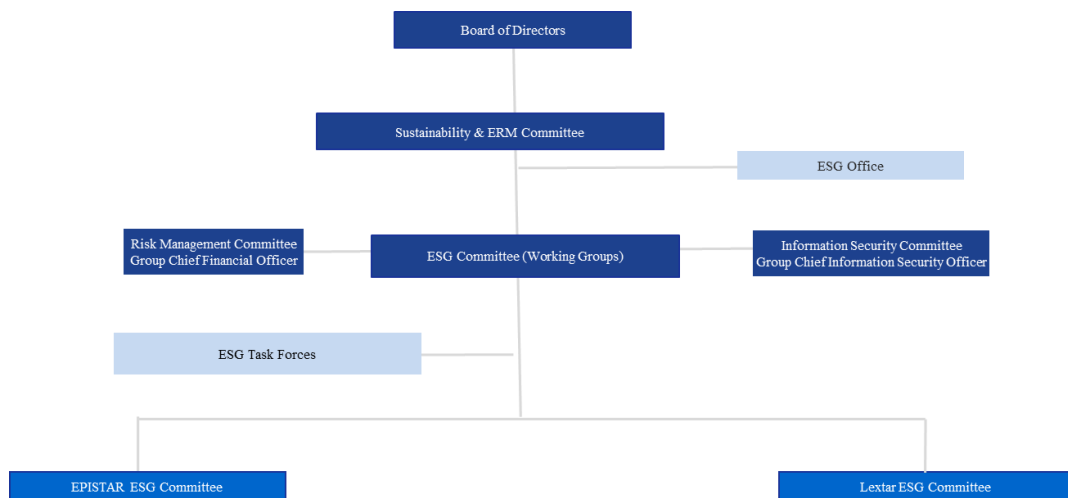 Board of Directors
Sustainability & ERM Committee
ESG Office
Risk Management Committee
Group Chief Financial Officer
ESG Committee (Working Groups)
Information Security Committee
Group Chief Information Security Officer
ESG Task Forces
EPISTAR ESG Committee
Lextar ESG Committee